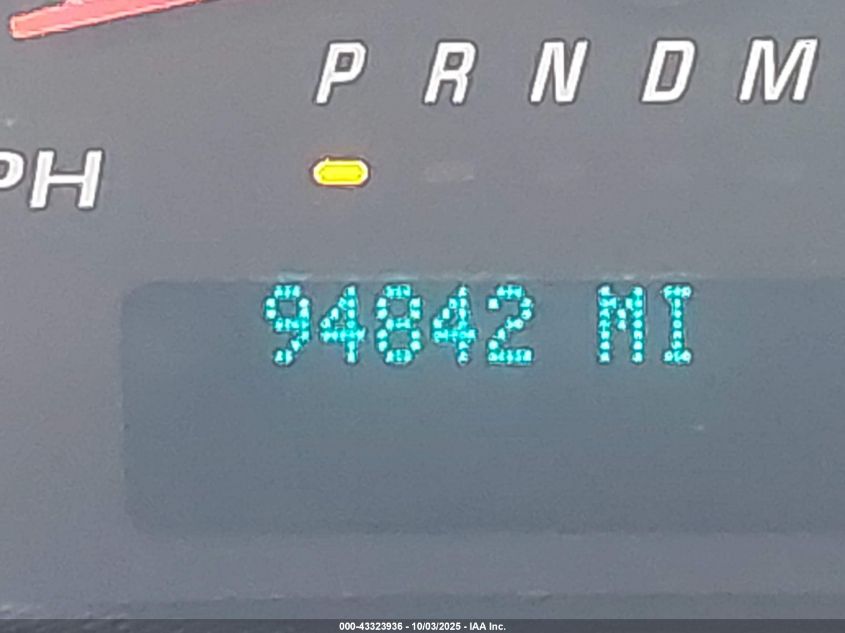 P R N D M
PH
94842 MI
000-43323936 - 10/03/2025 - IAA Inc.